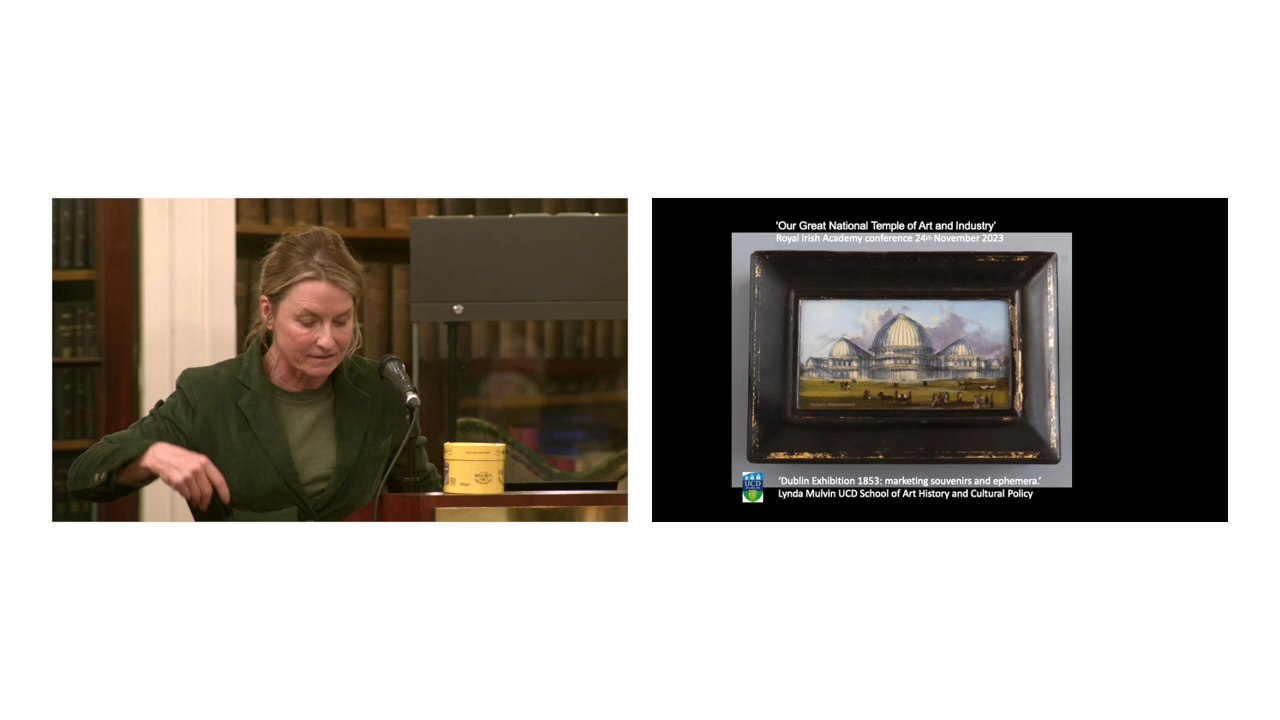 'Our Great National Temple of Art and Industry'
Royal Irish Academy conference 24th November 2023
UCD
'Dublin Exhibition 1853: marketing souvenirs and ephemera.'
Lynda Mulvin UCD School of Art History and Cultural Policy